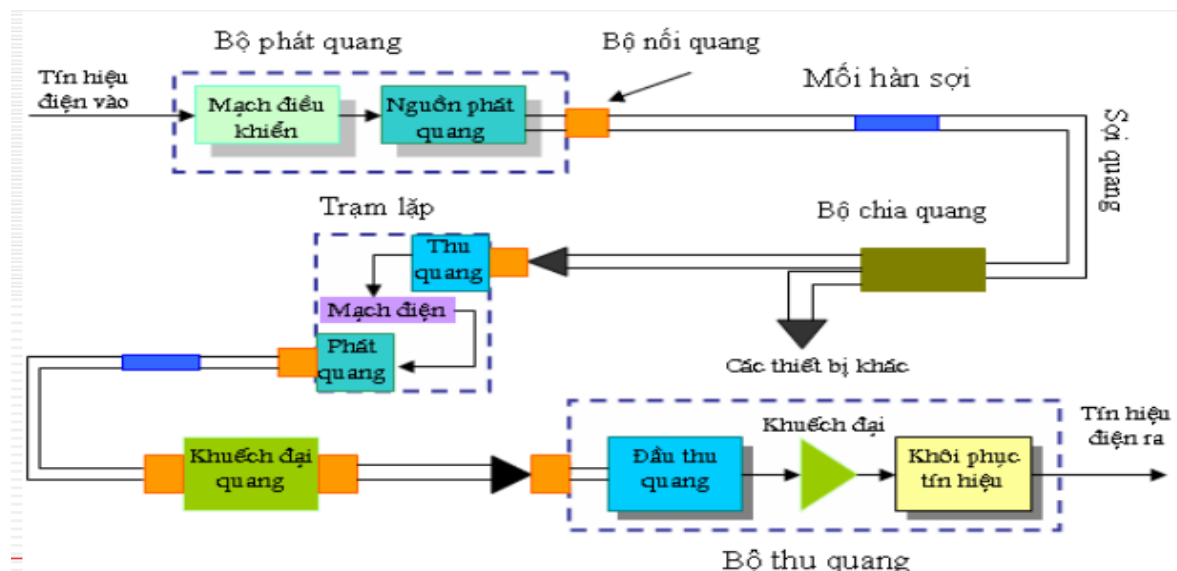 Bộ phát quang
Bộ nối quang
Tín hiệu
điện vào
Mối hàn sợi
Mạch điều
khiển
Nguồn phát
quang
Sợi quang
Trạm lặp
Bộ chia quang
Thu
quang
Mạch điện
Phát
quang
Các thiết bị khác
Khuếch đại
quang
Đầu thu
quang
Khuếch đại
Khôi phục
tín hiệu
Tín hiệu
điện ra
Bộ thu quang